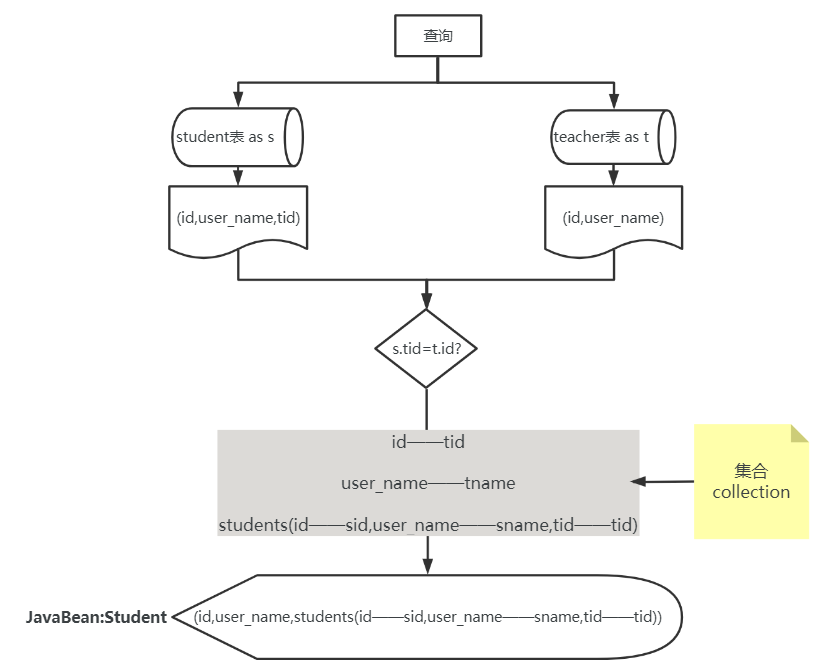 查询
student表 as s
teacher表 as t
(id,user_name,tid)
(id,user_name)
s.tid=t.id?
id——tid
user_name——tname
students(id——sid,user_name——sname,tid——tid)
集合
collection
JavaBean:Student
(id,user_name,students(id——sid,user_name——sname,tid——tid))